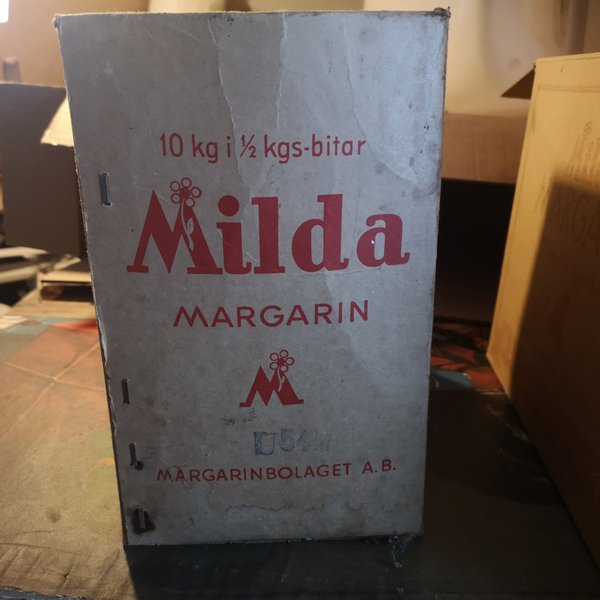 10 kg i ½ kgs-bitar
Milda
MARGARIN
M
MARGARINBOLAGET A.B.